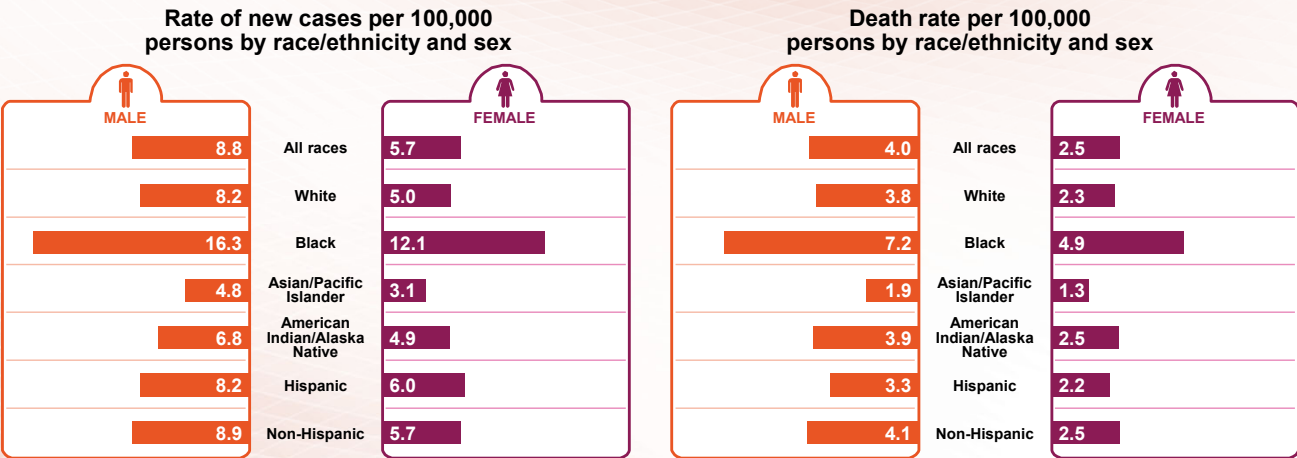 Rate of new cases per 100,000
persons by race/ethnicity and sex
MALE
FEMALE
8.8 All races 5.7
8.2 White 5.0
16.3 Black 12.1
4.8 Asian/Pacific
Islander 3.1
6.8 American
Indian/Alaska
Native 4.9
8.2 Hispanic 6.0
8.9 Non-Hispanic 5.7
Death rate per 100,000
persons by race/ethnicity and sex
MALE
FEMALE
4.0 All races 2.5
3.8 White 2.3
7.2 Black 4.9
1.9 Asian/Pacific
Islander 1.3
3.9 American
Indian/Alaska
Native 2.5
3.3 Hispanic 2.2
4.1 Non-Hispanic 2.5